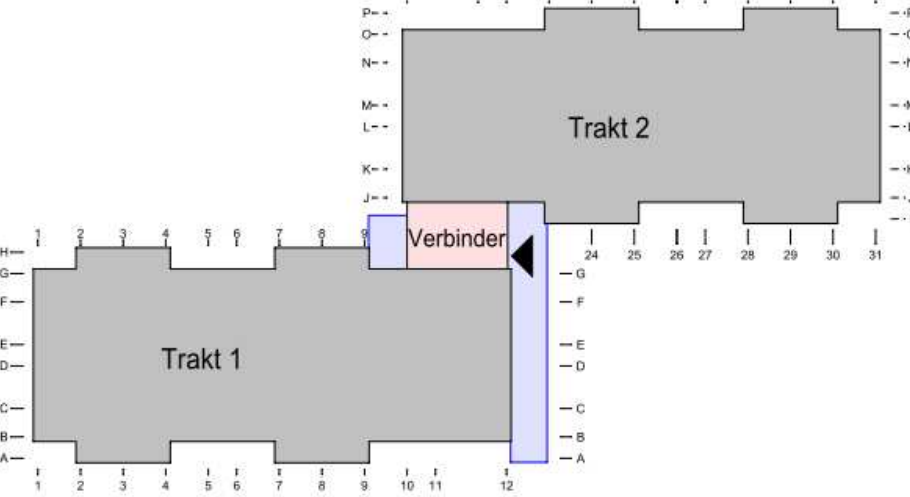 P
O
N
M
L
K
J
Trakt 2
24 25 26 27 28 29 30 31
1 2 3 4 5 6 7 8 9
Verbinder
H
G
F
E
D
C
B
A
Trakt 1
G
F
E
D
C
B
A
1 2 3 4 5 6 7 8 9 10 11 12